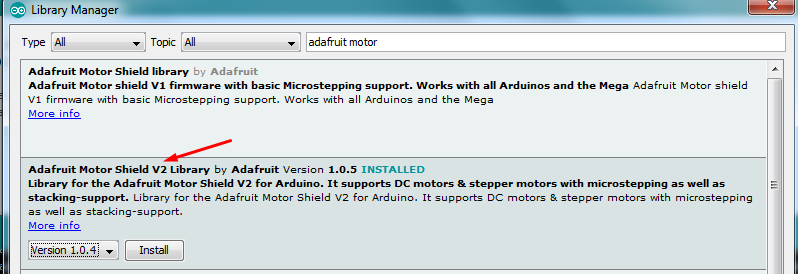 Library Manager
Type All Topic All adafruit motor
Adafruit Motor Shield library by Adafruit
Adafruit Motor shield V1 firmware with basic Microstepping support. Works with all Arduinos and the Mega Adafruit Motor shield
V1 firmware with basic Microstepping support. Works with all Arduinos and the Mega
More info
Adafruit Motor Shield V2 Library by Adafruit Version 1.0.5 INSTALLED
Library for the Adafruit Motor Shield V2 for Arduino. It supports DC motors & stepper motors with microstepping as well as
stacking-support. Library for the Adafruit Motor Shield V2 for Arduino. It supports DC motors & stepper motors with microstepping
as well as stacking-support.
More info
Version 1.0.4 Install